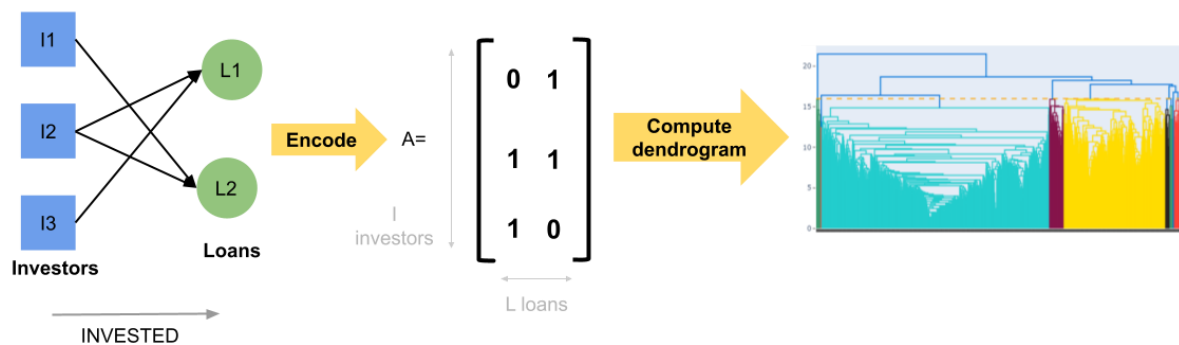 I1
I2
I3
Investors
L1
L2
Loans
INVESTED
Encode
A=
0 1
1 1
1 0
I
investors
L loans
Compute
dendrogram
20
15
10
5
0